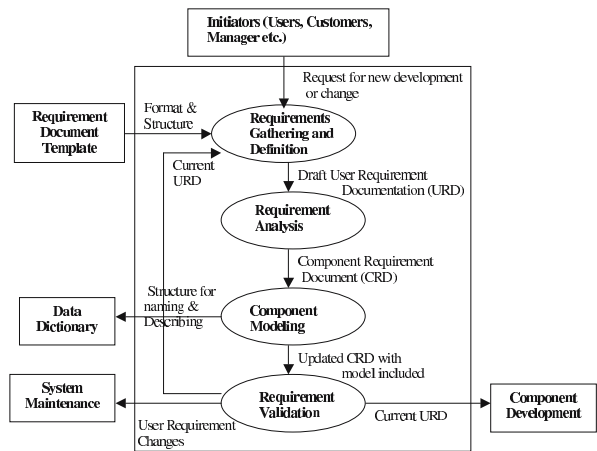 Initiators (Users, Customers,
Manager etc.)
Request for new development
or change
Requirement
Document
Template
Format &
Structure
Requirements
Gathering and
Definition
Current
URD
Draft User Requirement
Documentation (URD)
Requirement
Analysis
Component Requirement
Document (CRD)
Structure for
naming &
Describing
Data
Dictionary
Component
Modeling
Updated CRD with
model included
System
Maintenance
Requirement
Validation
Current URD
Component
Development
User Requirement
Changes